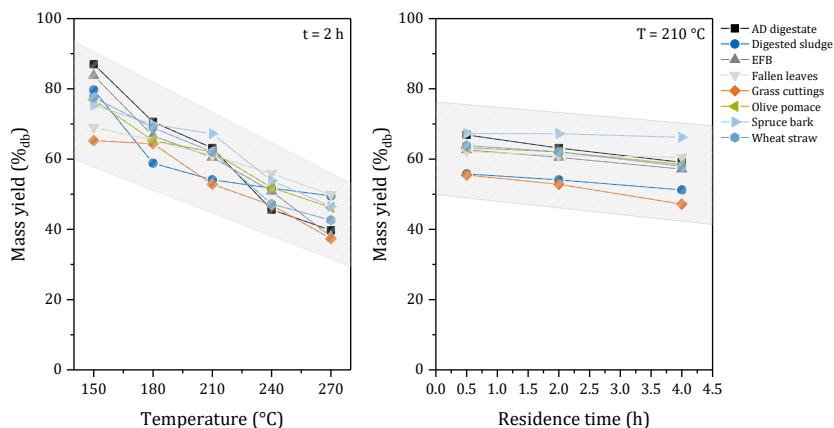 t = 2 h
Mass yield (%db)
100
80
60
40
20
0
150 180 210 240 270
Temperature (°C)
T = 210 °C
Mass yield (%db)
100
80
60
40
20
0
0.0 0.5 1.0 1.5 2.0 2.5 3.0 3.5 4.0 4.5
Residence time (h)
AD digestate
Digested sludge
EFB
Fallen leaves
Grass cuttings
Olive pomace
Spruce bark
Wheat straw